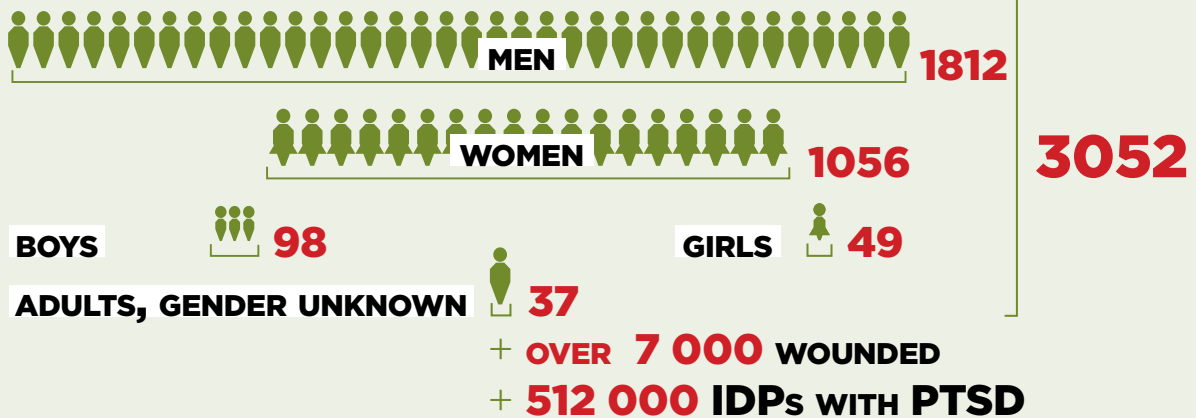 MEN 1812
WOMEN 1056
3052
BOYS 98 GIRLS 49
ADULTS, GENDER UNKNOWN 37
+ OVER 7 000 WOUNDED
+ 512 000 IDPs WITH PTSD